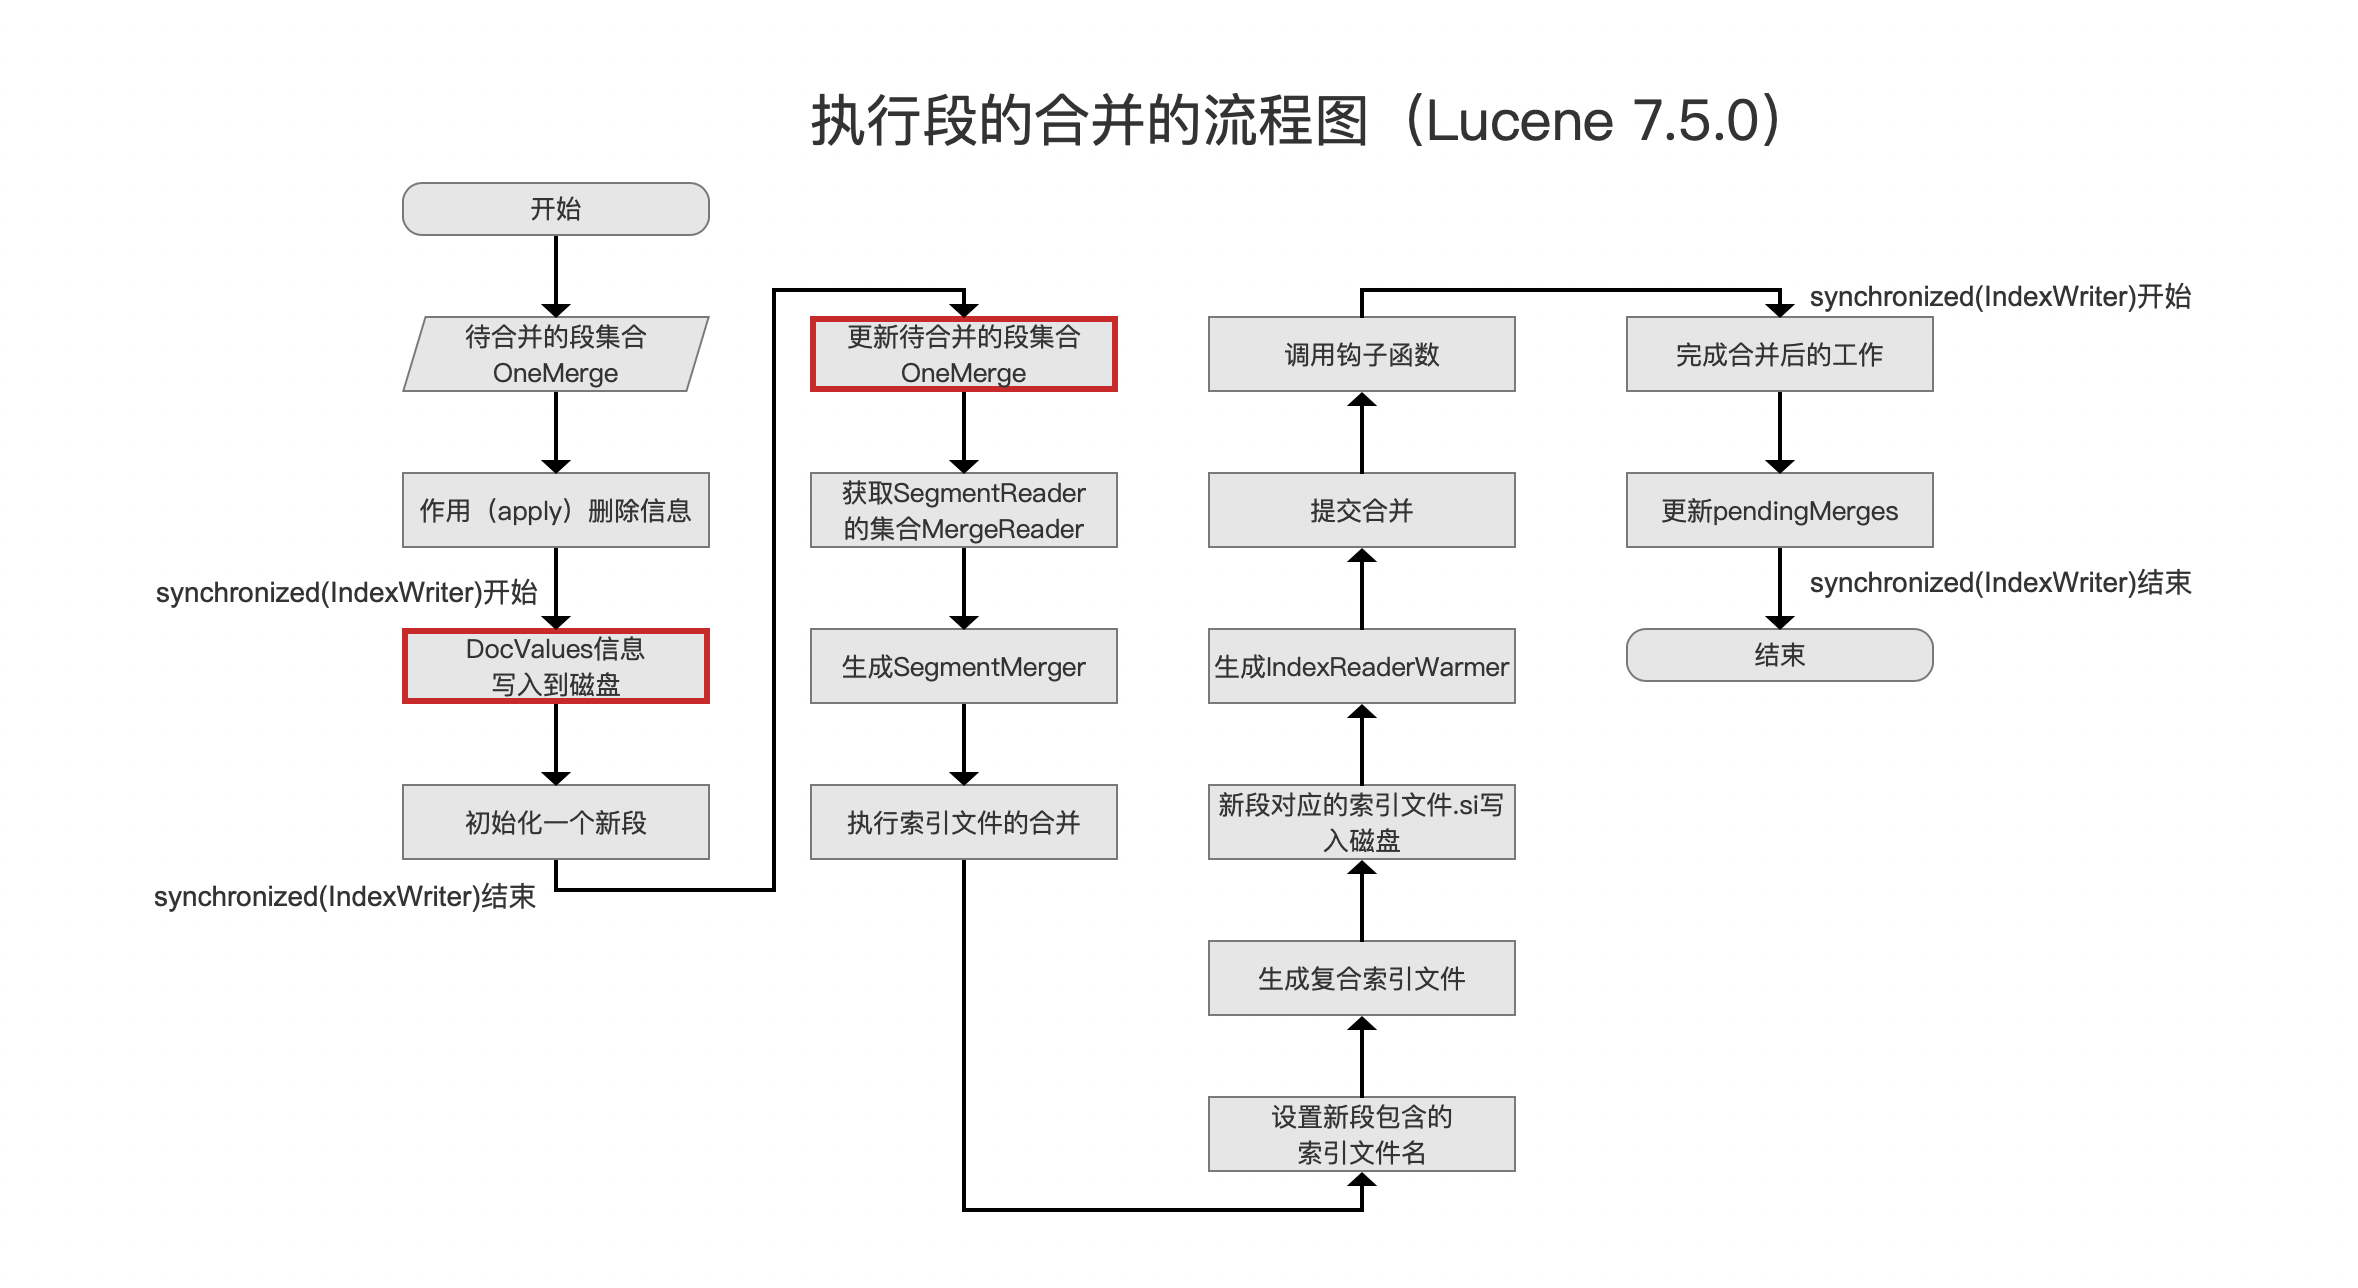 执行段的合并的流程图（Lucene 7.5.0）
开始
待合并的段集合
OneMerge
作用（apply）删除信息
synchronized(IndexWriter)开始
DocValues信息
写入到磁盘
初始化一个新段
synchronized(IndexWriter)结束
更新待合并的段集合
OneMerge
获取SegmentReader
的集合MergeReader
生成SegmentMerger
执行索引文件的合并
设置新段包含的
索引文件名
生成复合索引文件
新段对应的索引文件.si写
入磁盘
生成IndexReaderWarmer
提交合并
调用钩子函数
synchronized(IndexWriter)开始
完成合并后的工作
更新pendingMerges
synchronized(IndexWriter)结束
结束